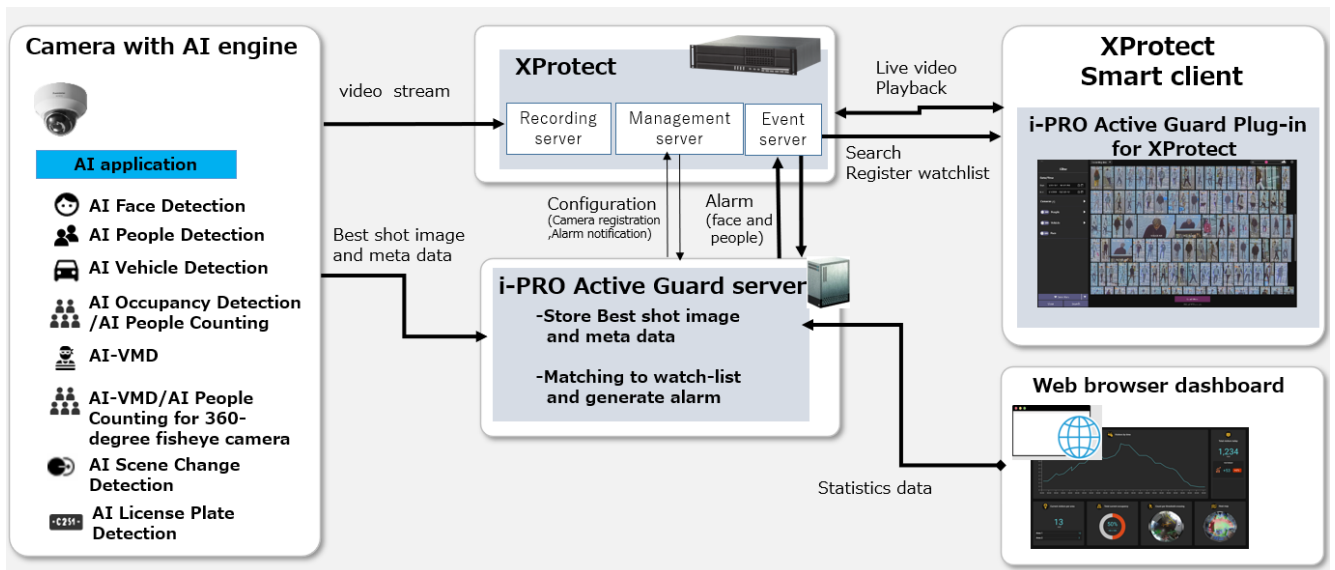 Camera with AI engine
AI application
AI Face Detection
AI People Detection
AI Vehicle Detection
AI Occupancy Detection
/AI People Counting
AI-VMD
AI-VMD/AI People
Counting for 360-
degree fisheye camera
AI Scene Change
Detection
·C251·
AI License Plate
Detection
video stream
Best shot image
and meta data
XProtect
Recording
server
Management
server
Event
server
Configuration
(Camera registration
,Alarm notification)
Alarm
(face and
people)
i-PRO Active Guard server
-Store Best shot image
and meta data
-Matching to watch-list
and generate alarm
Live video
Playback
Search
Register watchlist
Statistics data
XProtect
Smart client
i-PRO Active Guard Plug-in
for XProtect
Web browser dashboard
1,234
13
50%